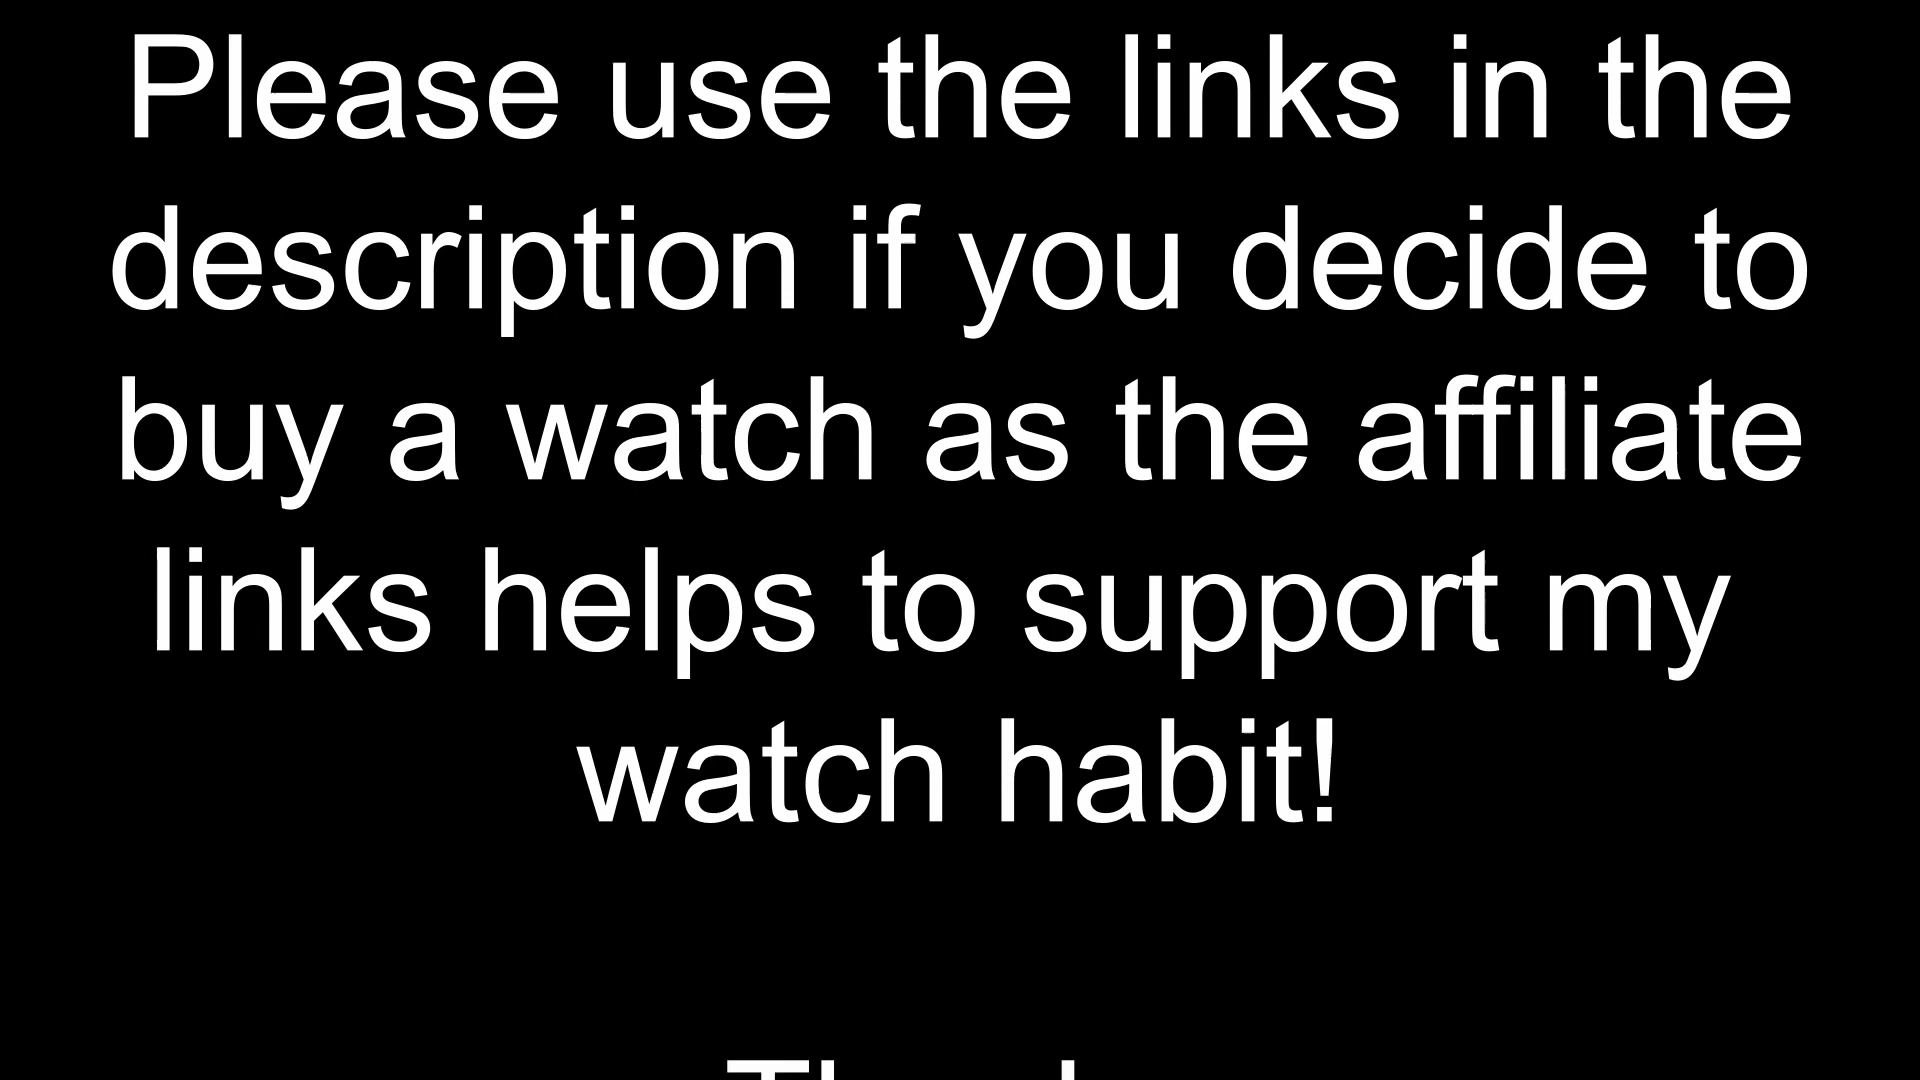 Please use the links in the
description if you decide to
buy a watch as the affiliate
links helps to support my
watch habit!